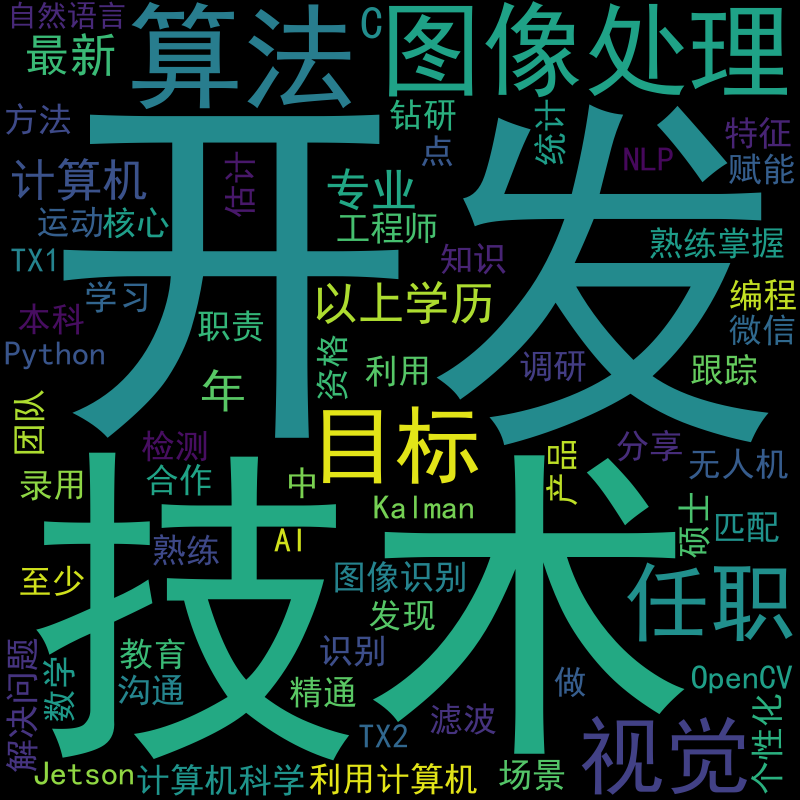 自然语言
最新
算法
C
图像处理
方法
钻研
点
统计
NLP
特征
赋能
计算机
估计
专业
开发
运动
核心
工程师
知识
熟练掌握
TX1
学习
本科
职责
以上学历
编程
微信
Python
资格
利用
调研
跟踪
年
团队
目标
检测
分享
无人机
录用
合作
中
Kalman
产品
硕士
匹配
技术
熟练
AI
图像识别
任职
至少
发现
解决问题
数学
教育
识别
沟通
精通
做
OpenCV
滤波
TX2
视觉
个性化
Jetson
计算机科学
利用计算机
场景